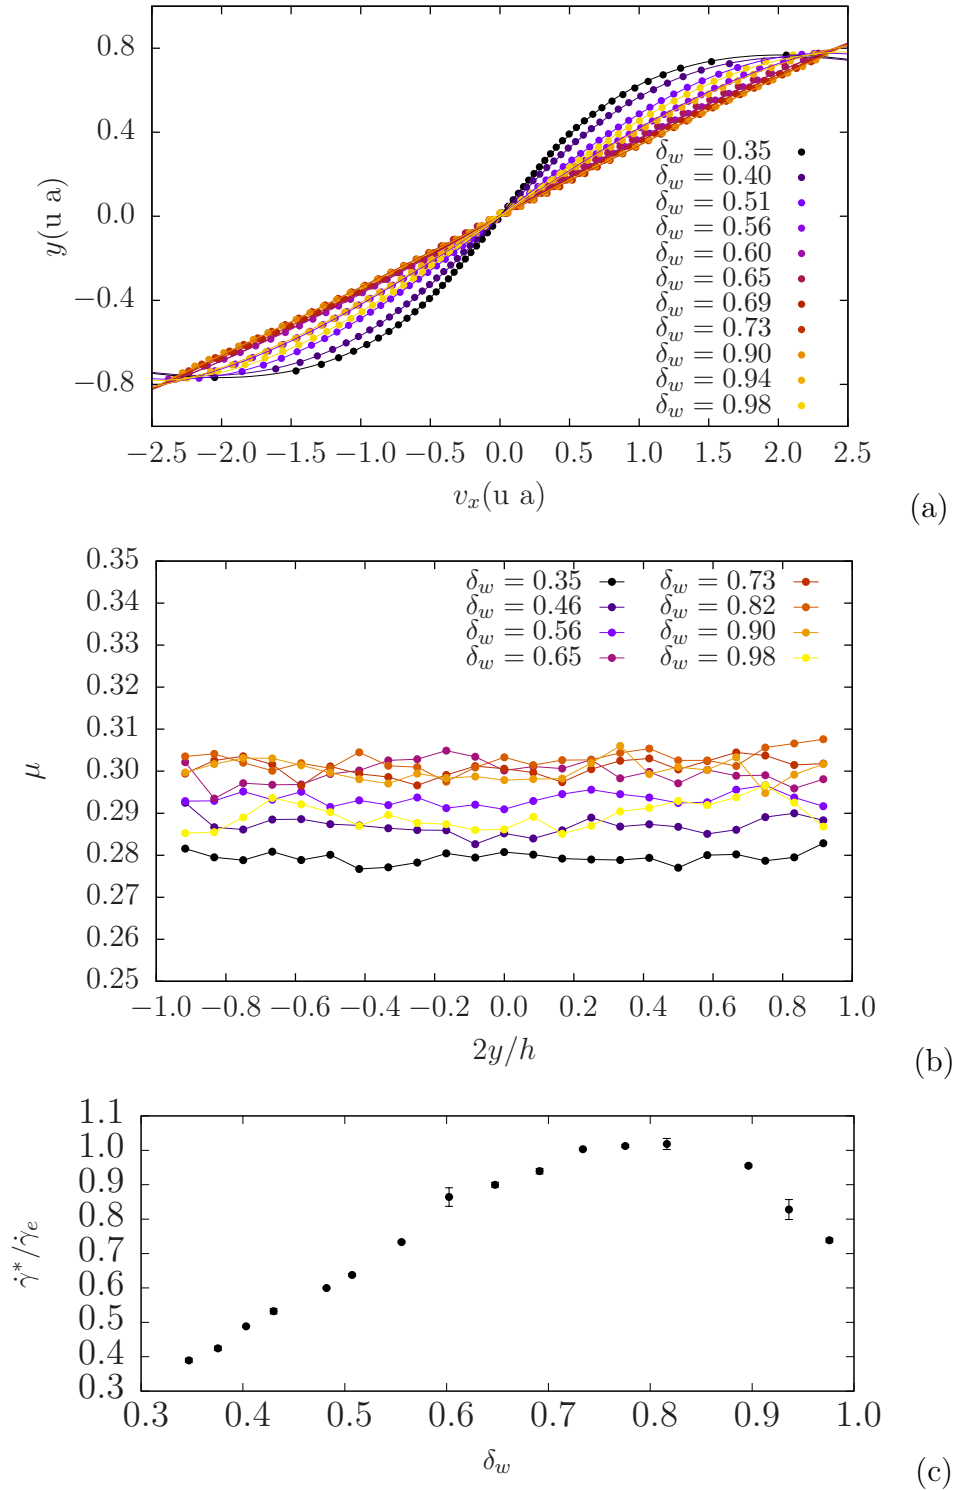 0.8
0.4
0.0
−0.4
−0.8
y(u a)
δw = 0.35
δw = 0.40
δw = 0.51
δw = 0.56
δw = 0.60
δw = 0.65
δw = 0.69
δw = 0.73
δw = 0.90
δw = 0.94
δw = 0.98
−2.5 −2.0 −1.5 −1.0 −0.5 0.0 0.5 1.0 1.5 2.0 2.5
vx(u a)
(a)
0.35
0.34
0.33
0.32
0.31
0.30
0.29
0.28
0.27
0.26
0.25
μ
δw = 0.35 δw = 0.73
δw = 0.46 δw = 0.82
δw = 0.56 δw = 0.90
δw = 0.65 δw = 0.98
−1.0 −0.8 −0.6 −0.4 −0.2 0.0 0.2 0.4 0.6 0.8 1.0
2y/h
(b)
1.1
1.0
0.9
0.8
0.7
0.6
0.5
0.4
0.3
γ̇*/γ̇e
0.3 0.4 0.5 0.6 0.7 0.8 0.9 1.0
δw
(c)